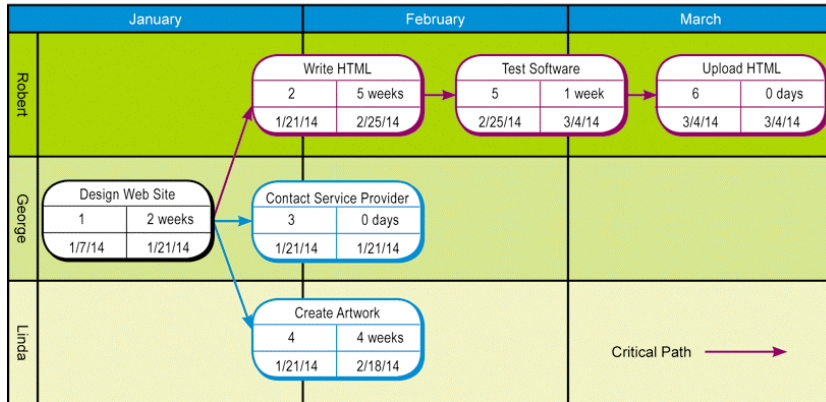 January February March
Robert
Write HTML
2 5 weeks
1/21/14 2/25/14
Test Software
5 1 week
2/25/14 3/4/14
Upload HTML
6 0 days
3/4/14 3/4/14
George
Design Web Site
1 2 weeks
1/7/14 1/21/14
Contact Service Provider
3 0 days
1/21/14 1/21/14
Linda
Create Artwork
4 4 weeks
1/21/14 2/18/14
Critical Path